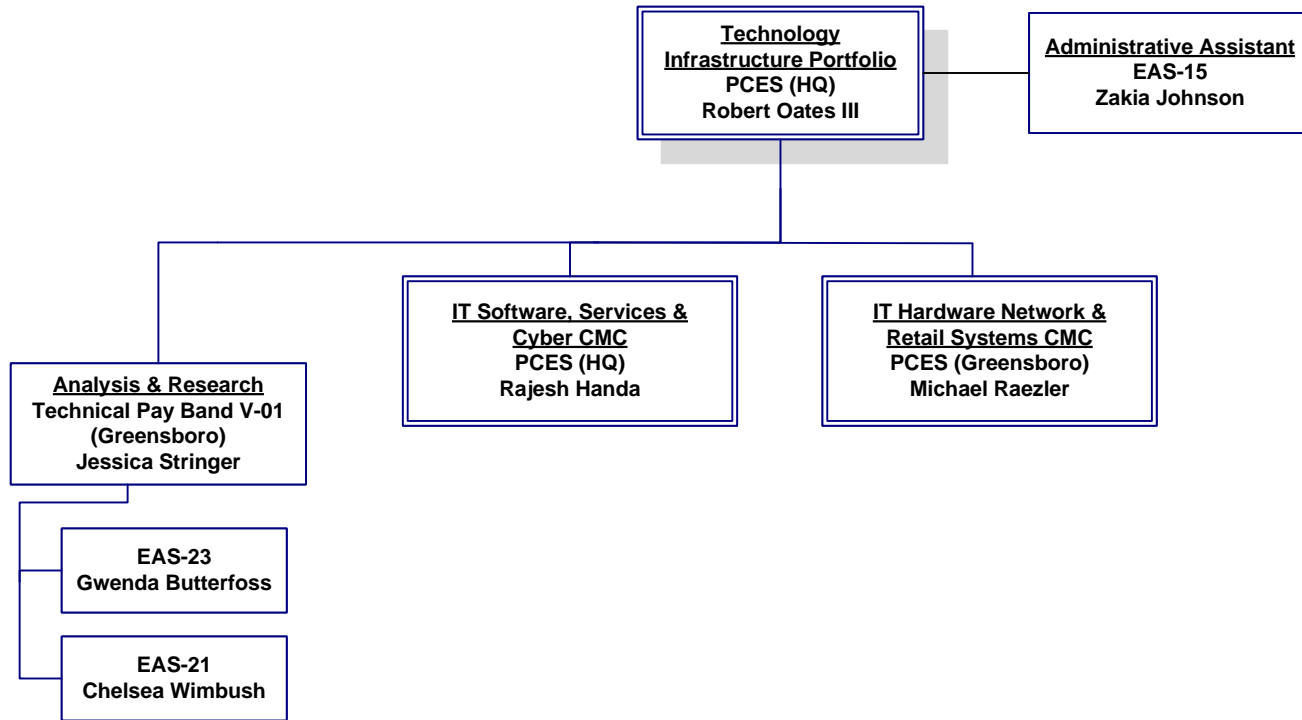 Technology
Infrastructure Portfolio
PCES (HQ)
Robert Oates III
Administrative Assistant
EAS-15
Zakia Johnson
IT Software, Services &
Cyber CMC
PCES (HQ)
Rajesh Handa
IT Hardware Network &
Retail Systems CMC
PCES (Greensboro)
Michael Raezler
Analysis & Research
Technical Pay Band V-01
(Greensboro)
Jessica Stringer
EAS-23
Gwenda Butterfoss
EAS-21
Chelsea Wimbush